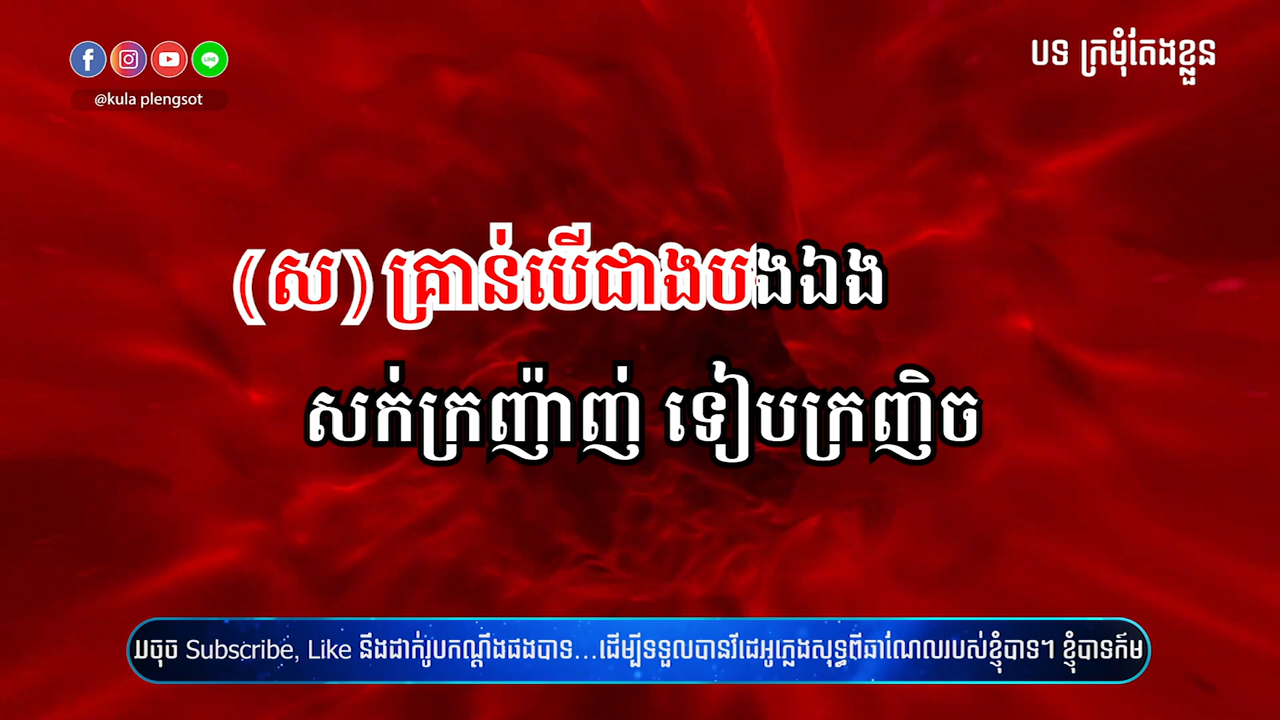 បទ ក្រមុំតែងខ្លួន
@kula plengsot
(ស) គ្រាន់បើជាងបងឯង
សក់ក្រញ៉ាញ់ ទៀបក្រញិច
Subscribe, Like និងដាក់រូបកណ្ដឹងផងបាទ...ដើម្បីទទួលបានវីដេអូភ្លេងសុទ្ធពីឆាណែលរបស់ខ្ញុំបាទ។ ខ្ញុំបាទក៍ម